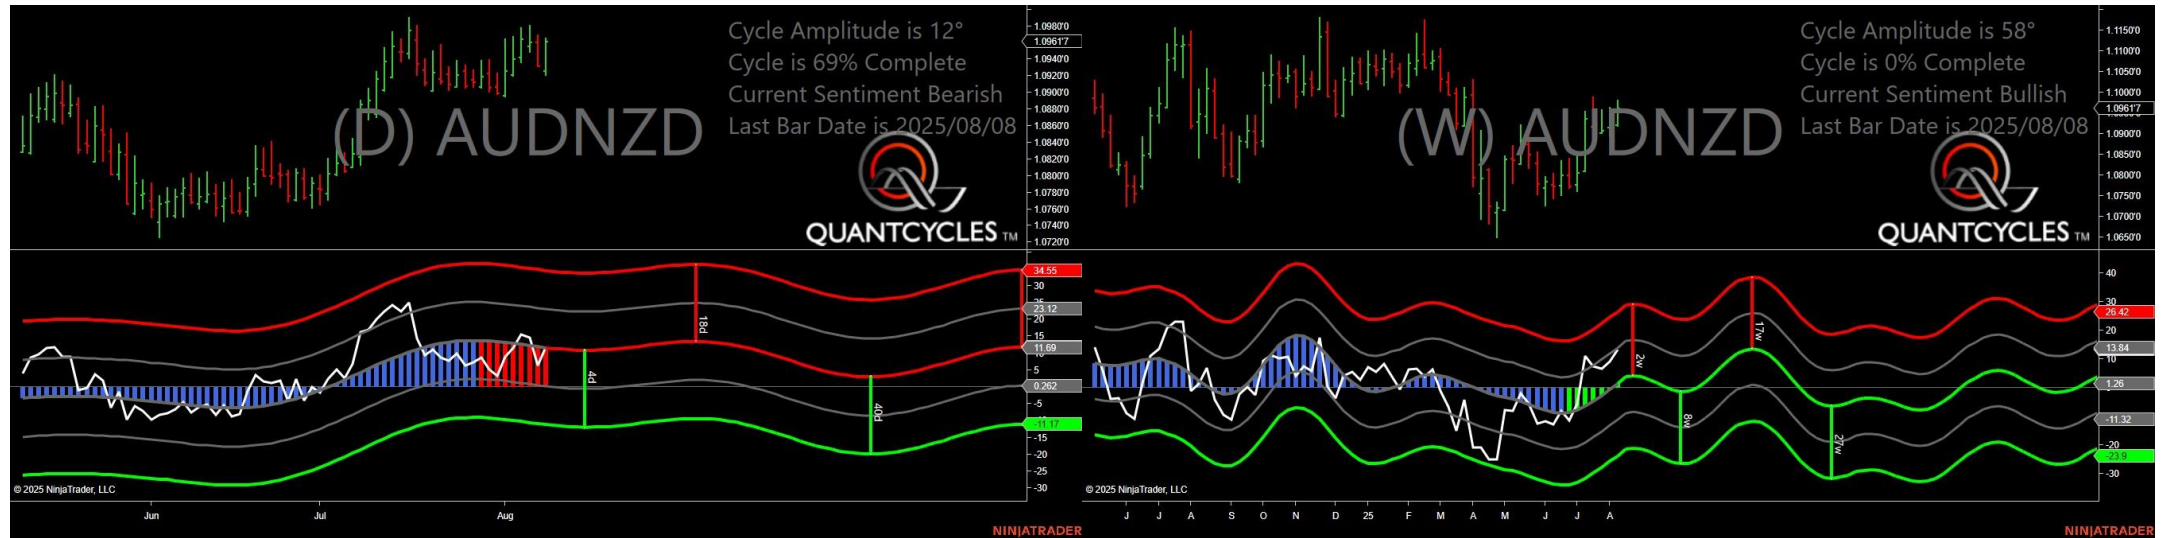 Cycle Amplitude is 12°
Cycle is 69% Complete
Current Sentiment Bearish
Last Bar Date is 2025/08/08
(D) AUDNZD
QUANTCYCLES TM
1.0980'0
1.0961'7
1.0940'0
1.0920'0
1.0900'0
1.0880'0
1.0860'0
1.0840'0
1.0820'0
1.0800'0
1.0780'0
1.0760'0
1.0740'0
1.0720'0
34.55
30
25
23.12
20
15
11.69
5
0.262
-5
-11.17
-15
-20
-25
-30
4d
18d
40d
© 2025 NinjaTrader, LLC
Jun Jul Aug
NINJATRADER
Cycle Amplitude is 58°
Cycle is 0% Complete
Current Sentiment Bullish
Last Bar Date is 2025/08/08
(W) AUDNZD
QUANTCYCLES TM
1.1150'0
1.1100'0
1.1050'0
1.1000'0
1.0961'7
1.0900'0
1.0850'0
1.0800'0
1.0750'0
1.0700'0
1.0650'0
40
30
26.42
20
13.84
10
1.26
-11.32
-20
-23.9
-30
2w
8w
17w
27w
© 2025 NinjaTrader, LLC
J J A S O N D 25 F M A M J J A
NINJATRADER